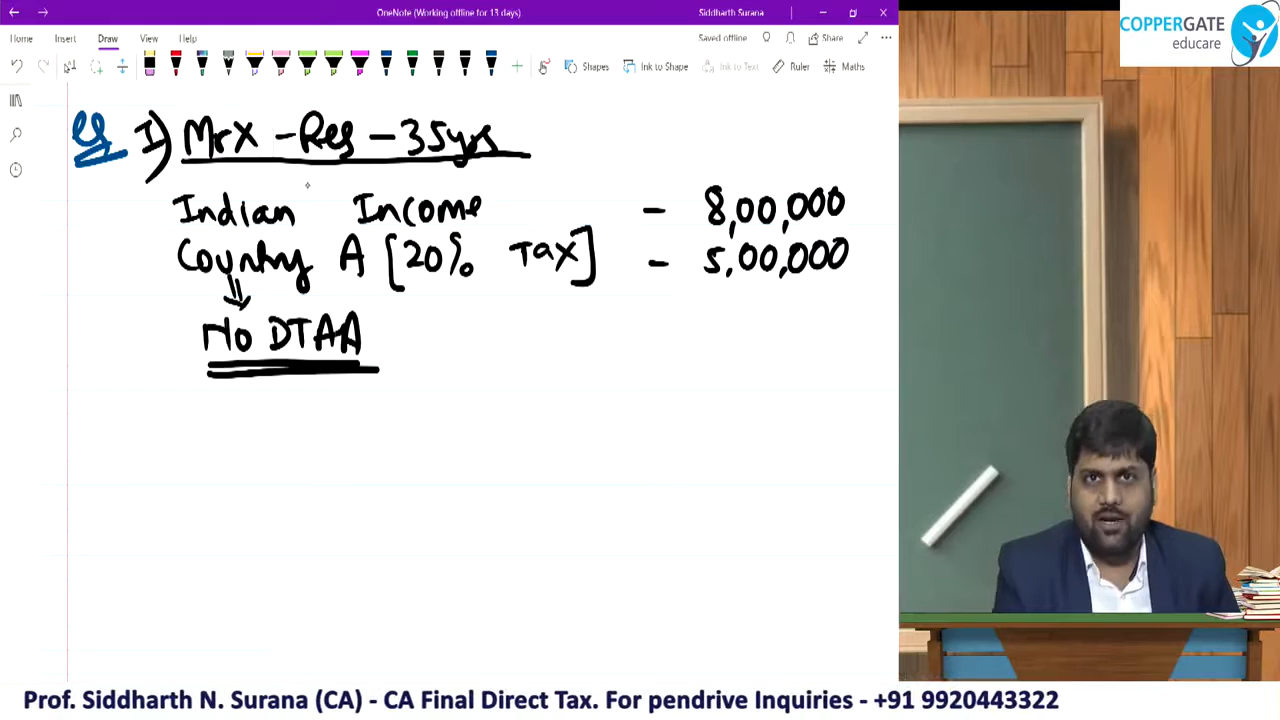 OneNote (Working offline for 13 days)
Siddharth Surana
COPPERGATE
educare
Home Insert Draw View Help
Saved offline
Share
Shapes
Ink to Shape
Ink to Text
Ruler
Maths
Eg I) Mr X - Res - 35yrs
Indian Income - 8,00,000
Country A [20% Tax] - 5,00,000
No DTAA
Prof. Siddharth N. Surana (CA) - CA Final Direct Tax. For pendrive Inquiries - +91 9920443322